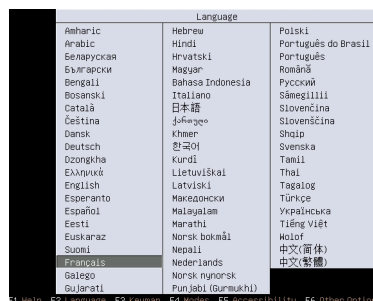 Language
Amharic
Arabic
Беларуская
Български
Bengali
Bosanski
Català
Čeština
Dansk
Deutsch
Dzongkha
Ελληνικά
English
Esperanto
Español
Eesti
Euskaraz
Suomi
Français
Galego
Gujarati
Hebrew
Hindi
Hrvatski
Magyar
Bahasa Indonesia
Italiano
日本語
ქართული
Khmer
한국어
Kurdî
Lietuviškai
Latviski
Македонски
Malayalam
Marathi
Norsk bokmål
Nepali
Nederlands
Norsk nynorsk
Punjabi (Gurmukhi)
Polski
Português do Brasil
Português
Română
Русский
Sámegillii
Slovenčina
Slovenščina
Shqip
Svenska
Tamil
Thai
Tagalog
Türkçe
Українська
Tiếng Việt
Wolof
中文(简体)
中文(繁體)
F1 Help F2 Language F3 Keymap F4 Modes F5 Accessibility F6 Other Optio